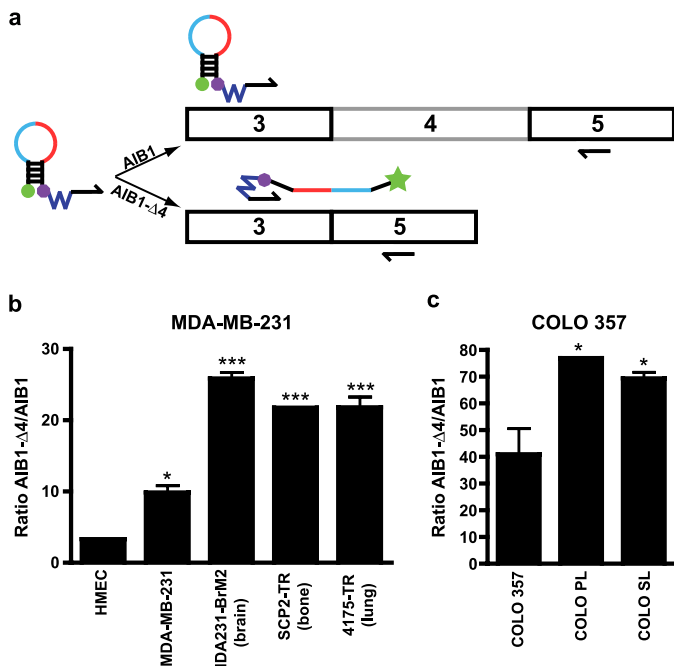 a
3 4 5
AIB1
AIB1-Δ4
3 5
b
MDA-MB-231
Ratio AIB1-Δ4/AIB1
30
20
10
0
* *** *** ***
HMEC
MDA-MB-231
IDA231-BrM2
(brain)
SCP2-TR
(bone)
4175-TR
(lung)
c
COLO 357
Ratio AIB1-Δ4/AIB1
80
70
60
50
40
30
20
10
0
* *
COLO 357
COLO PL
COLO SL